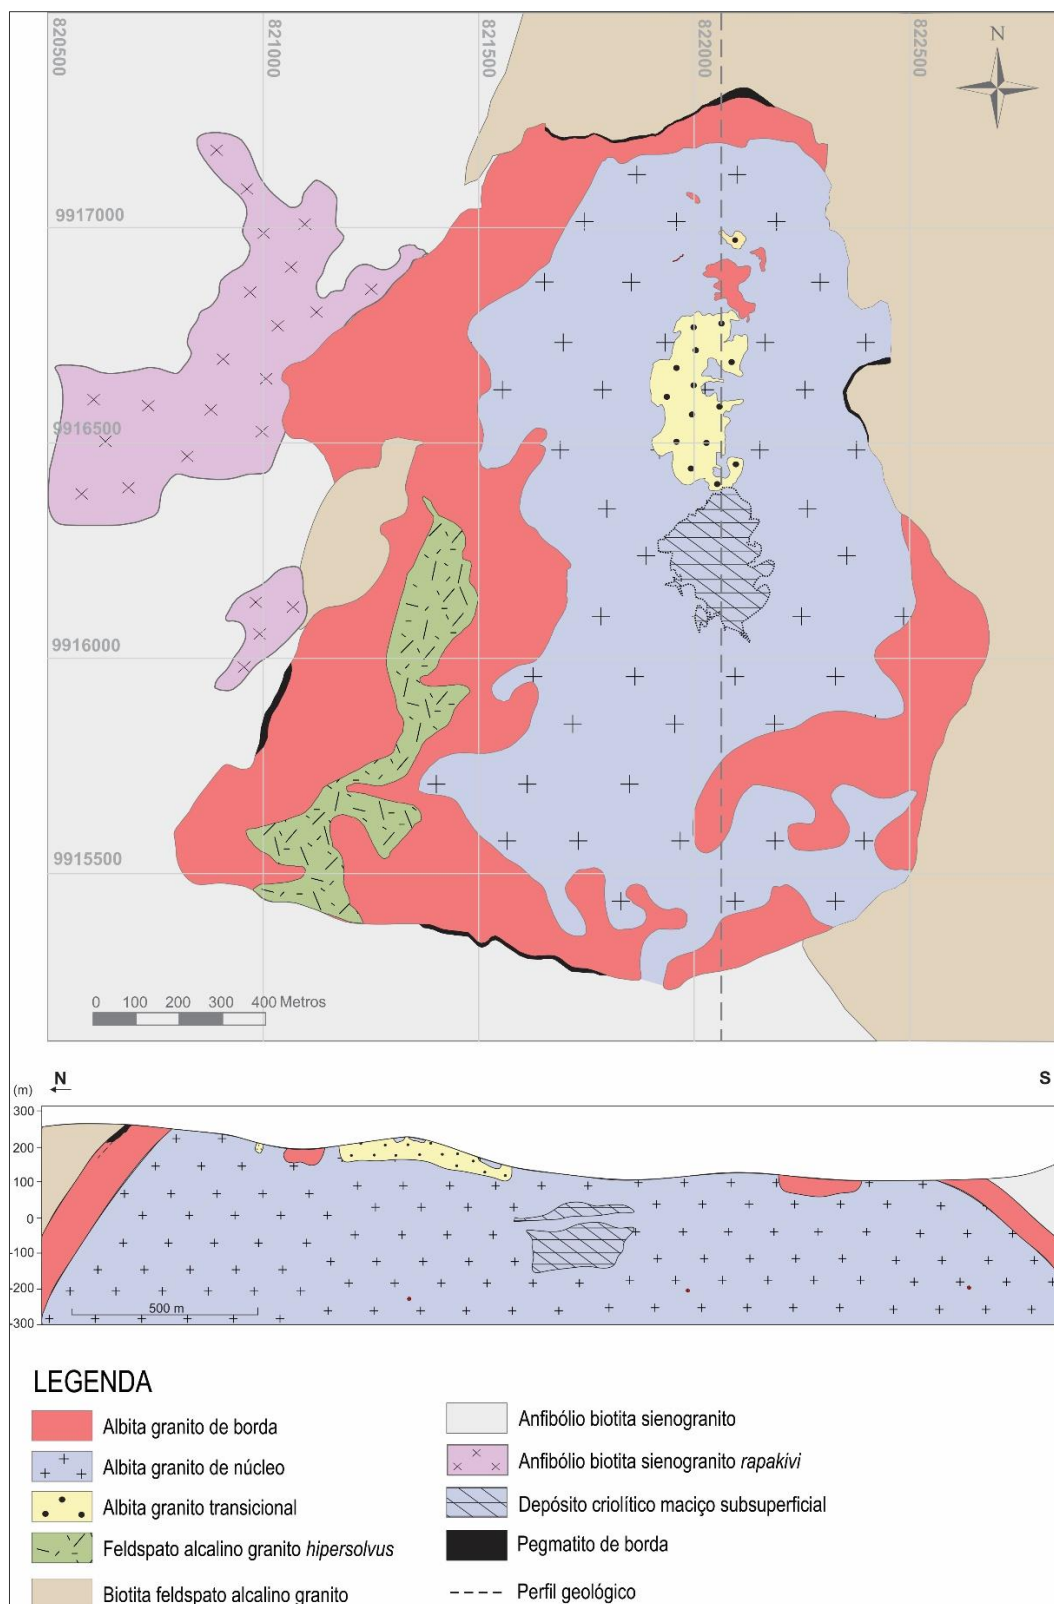 820500
821000
821500
822000
822500
N
9917000
9916500
9916000
9915500
0 100 200 300 400 Metros
N
S
(m)
300
200
100
0
-100
-200
-300
500 m
LEGENDA
Albita granito de borda
Albita granito de núcleo
Albita granito transicional
Feldspato alcalino granito hipersolvus
Biotita feldspato alcalino granito
Anfibólio biotita sienogranito
Anfibólio biotita sienogranito rapakivi
Depósito criolítico maciço subsuperficial
Pegmatito de borda
Perfil geológico